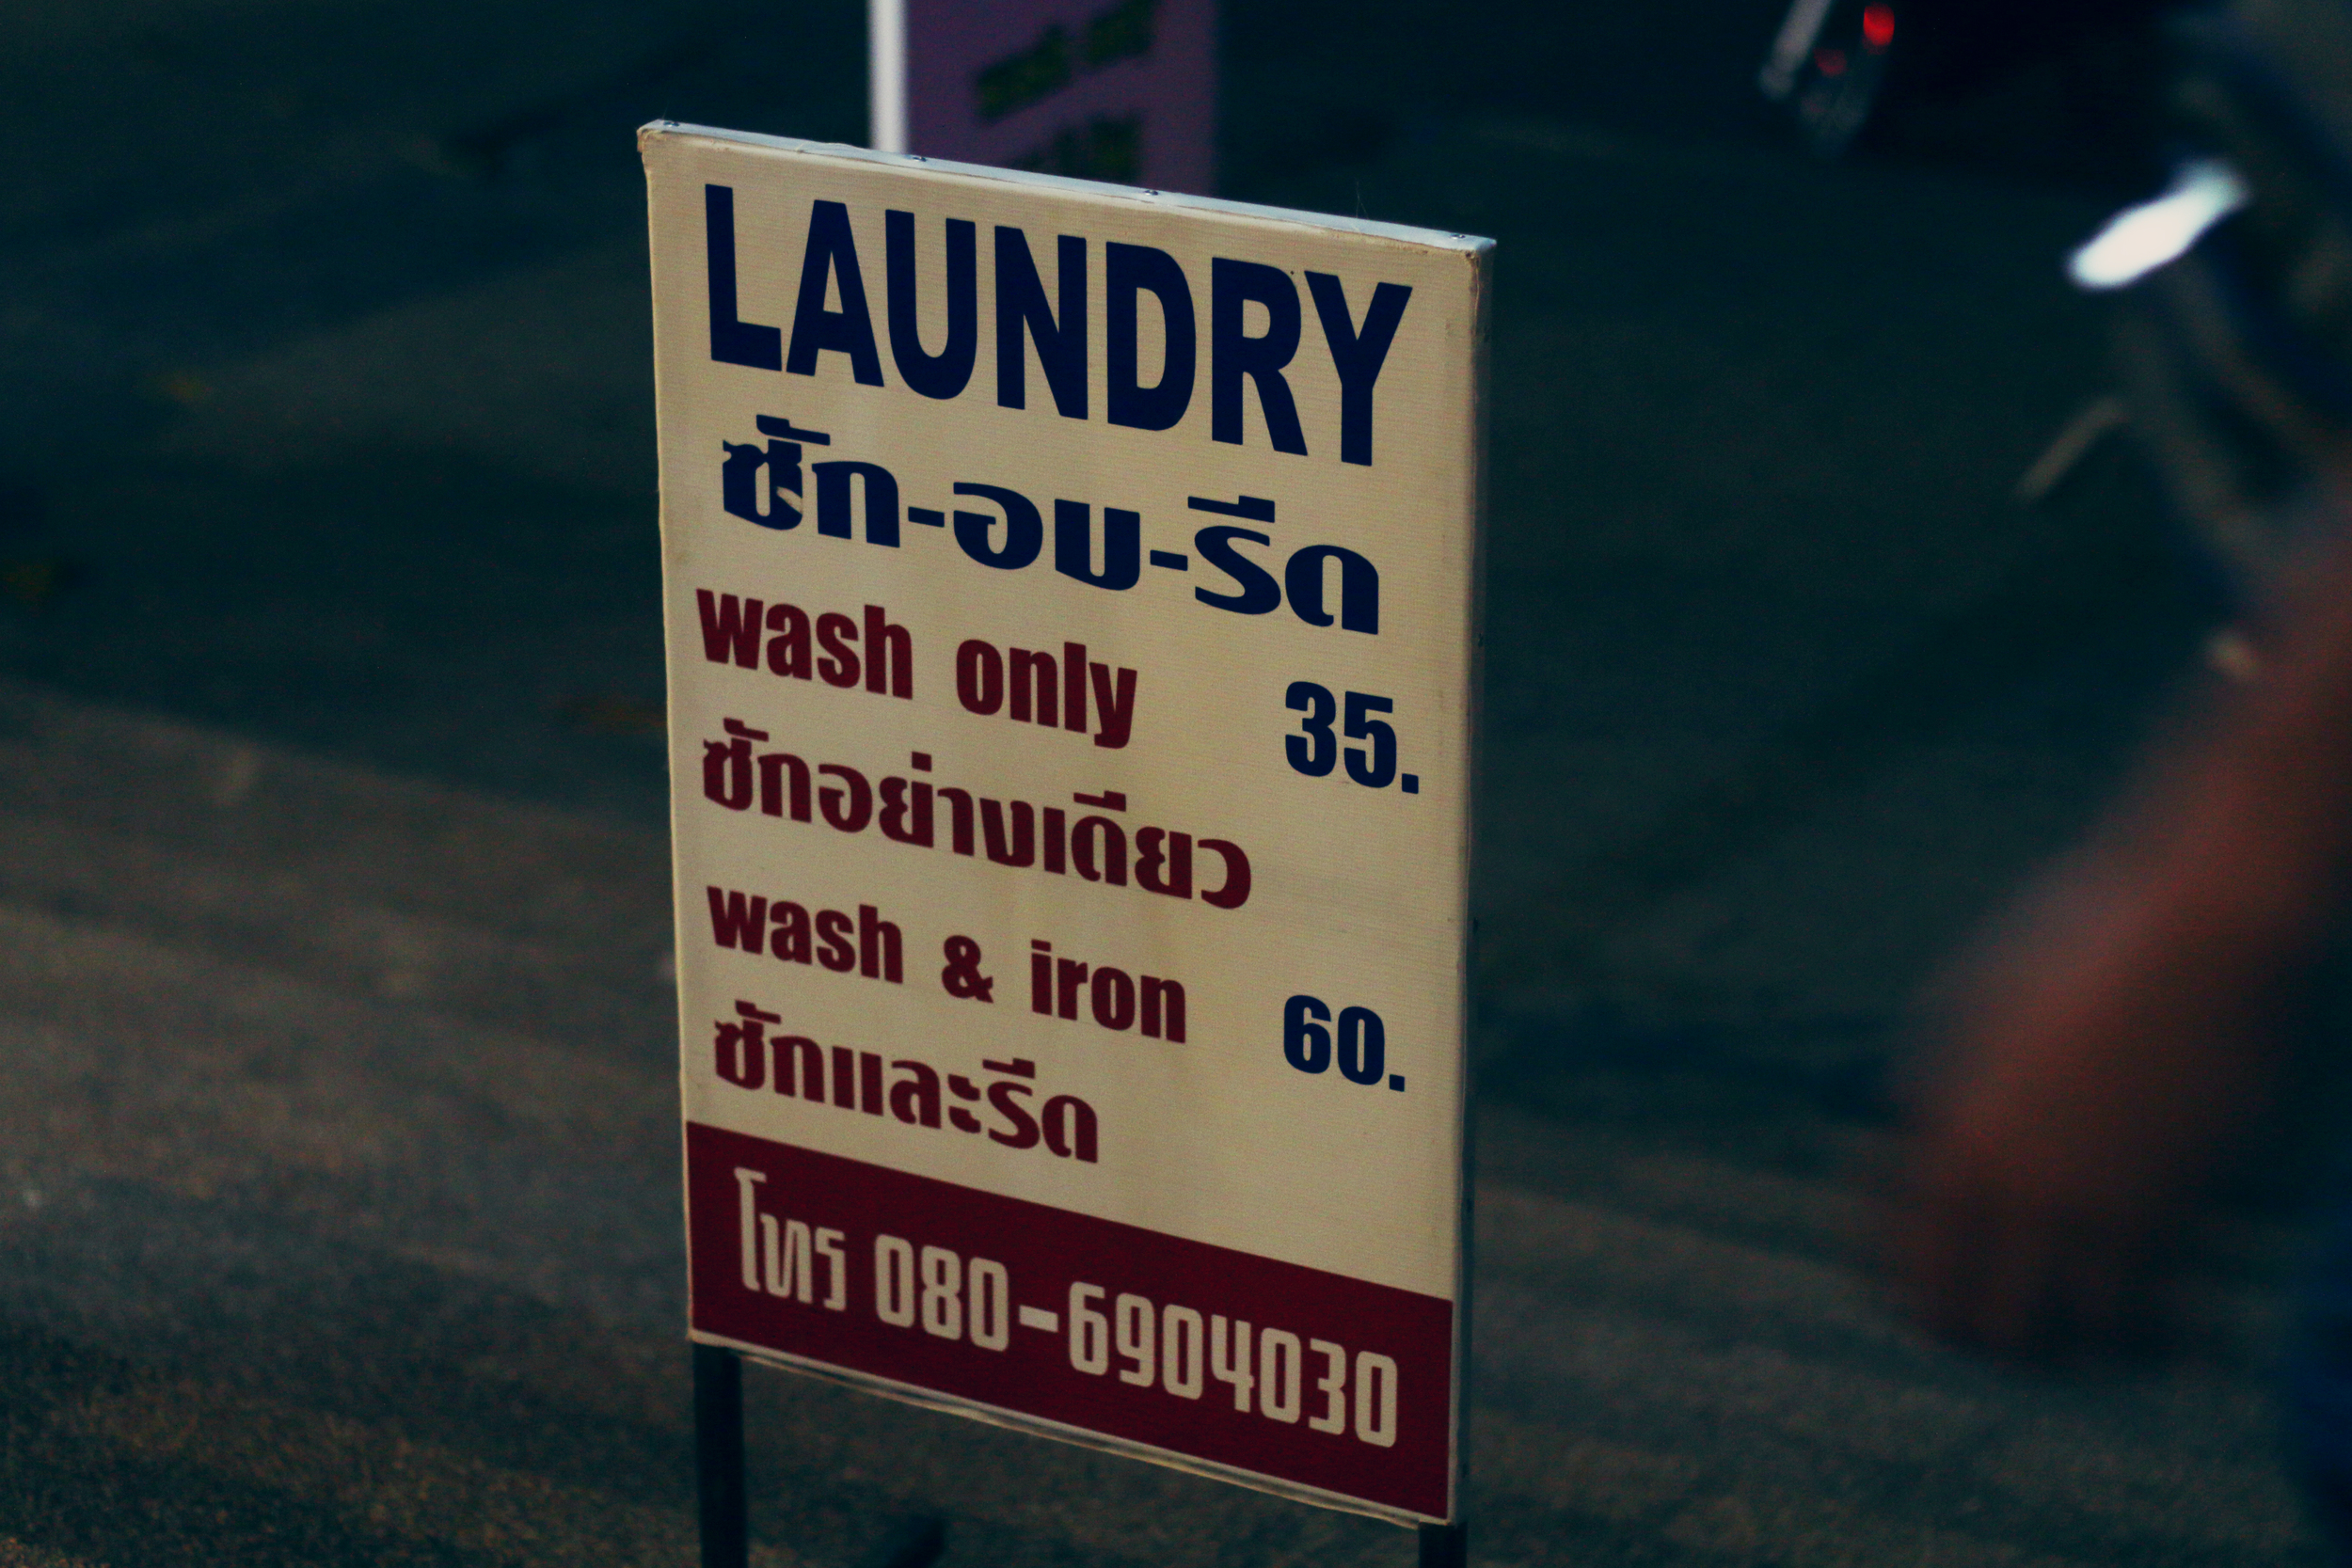 LAUNDRY
ซัก-อบ-รีด
wash only 35.
ซักอย่างเดียว
wash & iron 60.
ซักและรีด
โทร 080-6904030